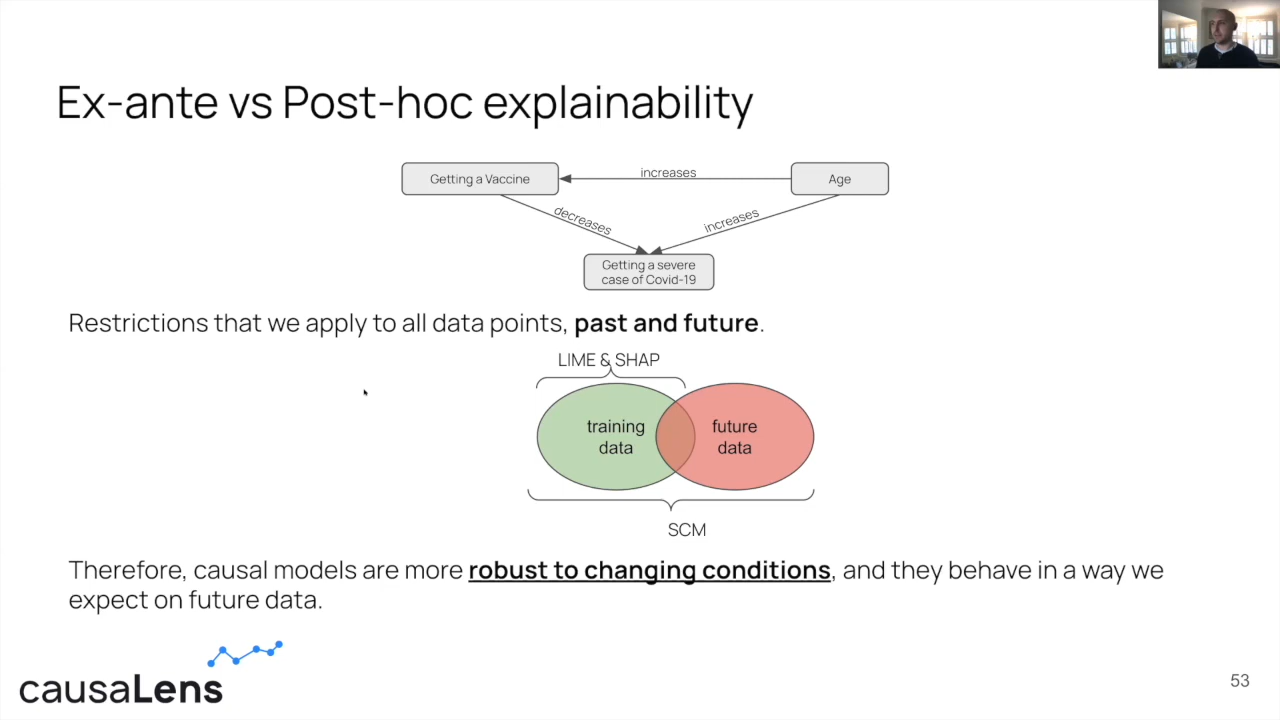 Ex-ante vs Post-hoc explainability
Getting a Vaccine
increases
Age
decreases
increases
Getting a severe
case of Covid-19
Restrictions that we apply to all data points, past and future.
LIME & SHAP
training
data
future
data
SCM
Therefore, causal models are more robust to changing conditions, and they behave in a way we
expect on future data.
causaLens
53